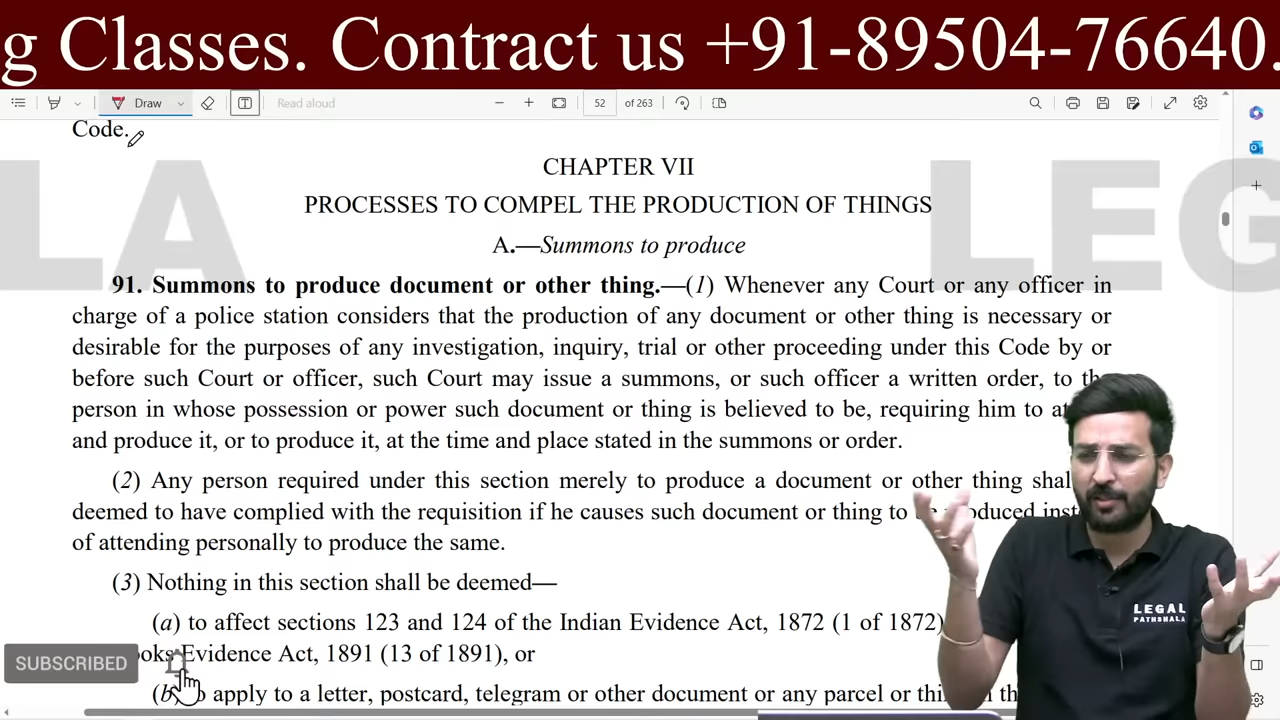 g Classes. Contract us +91-89504-76640.
Draw
Read aloud
52 of 263
Code.
LA LEG
CHAPTER VII
PROCESSES TO COMPEL THE PRODUCTION OF THINGS
A.—Summons to produce
91. Summons to produce document or other thing.—(1) Whenever any Court or any officer in
charge of a police station considers that the production of any document or other thing is necessary or
desirable for the purposes of any investigation, inquiry, trial or other proceeding under this Code by or
before such Court or officer, such Court may issue a summons, or such officer a written order, to
person in whose possession or power such document or thing is believed to be, requiring him to
and produce it, or to produce it, at the time and place stated in the summons or order.
(2) Any person required under this section merely to produce a document or other thing shal
deemed to have complied with the requisition if he causes such document or thing to
of attending personally to produce the same.
(3) Nothing in this section shall be deemed—
(a) to affect sections 123 and 124 of the Indian Evidence Act, 1872 (1 of 1872)
Evidence Act, 1891 (13 of 1891), or
apply to a letter, postcard, telegram or other document or any parcel or
SUBSCRIBED
LEGAL
PATHSHALA